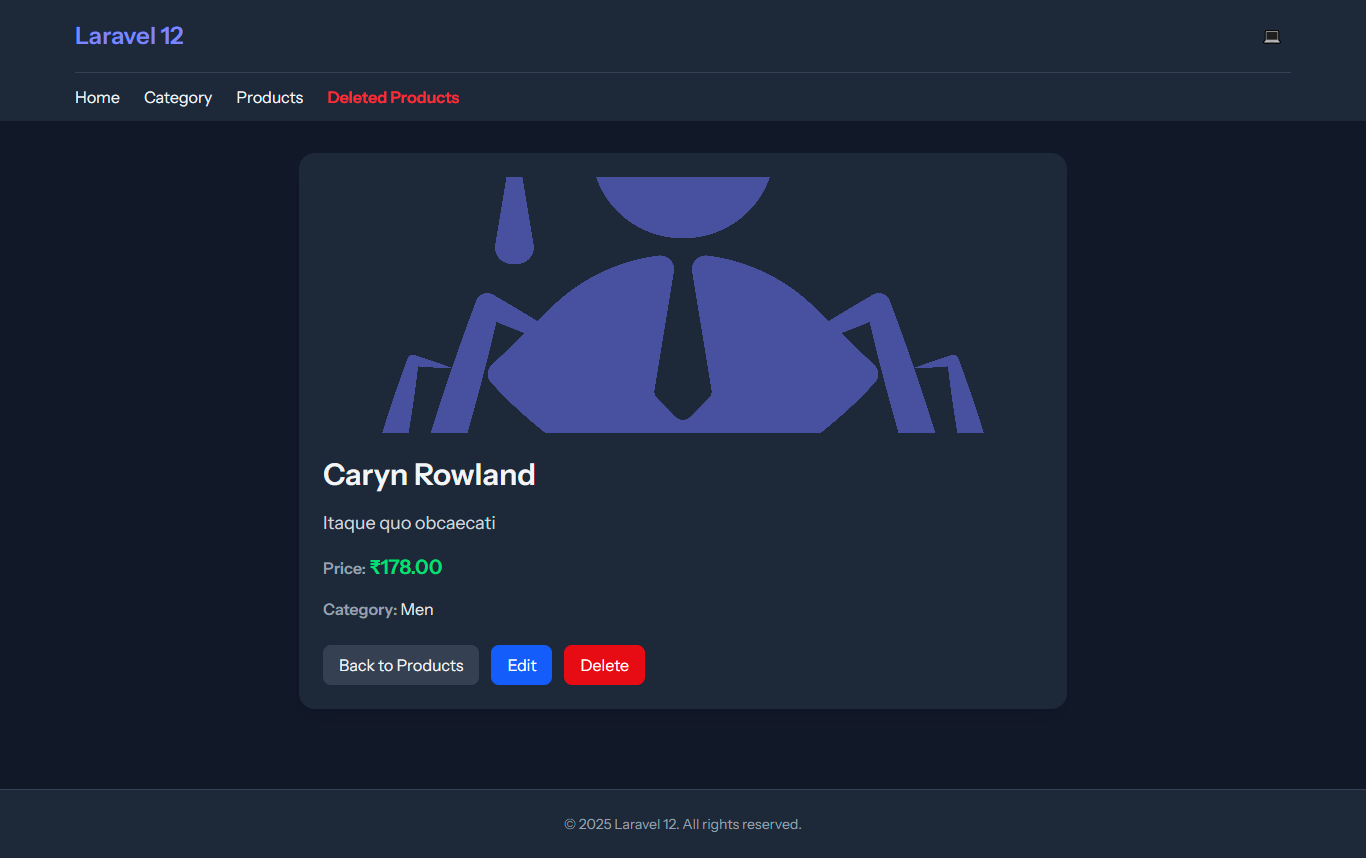 Laravel 12
Home Category Products Deleted Products
Caryn Rowland
Itaque quo obcaecati
Price: ₹178.00
Category: Men
Back to Products Edit Delete
© 2025 Laravel 12. All rights reserved.